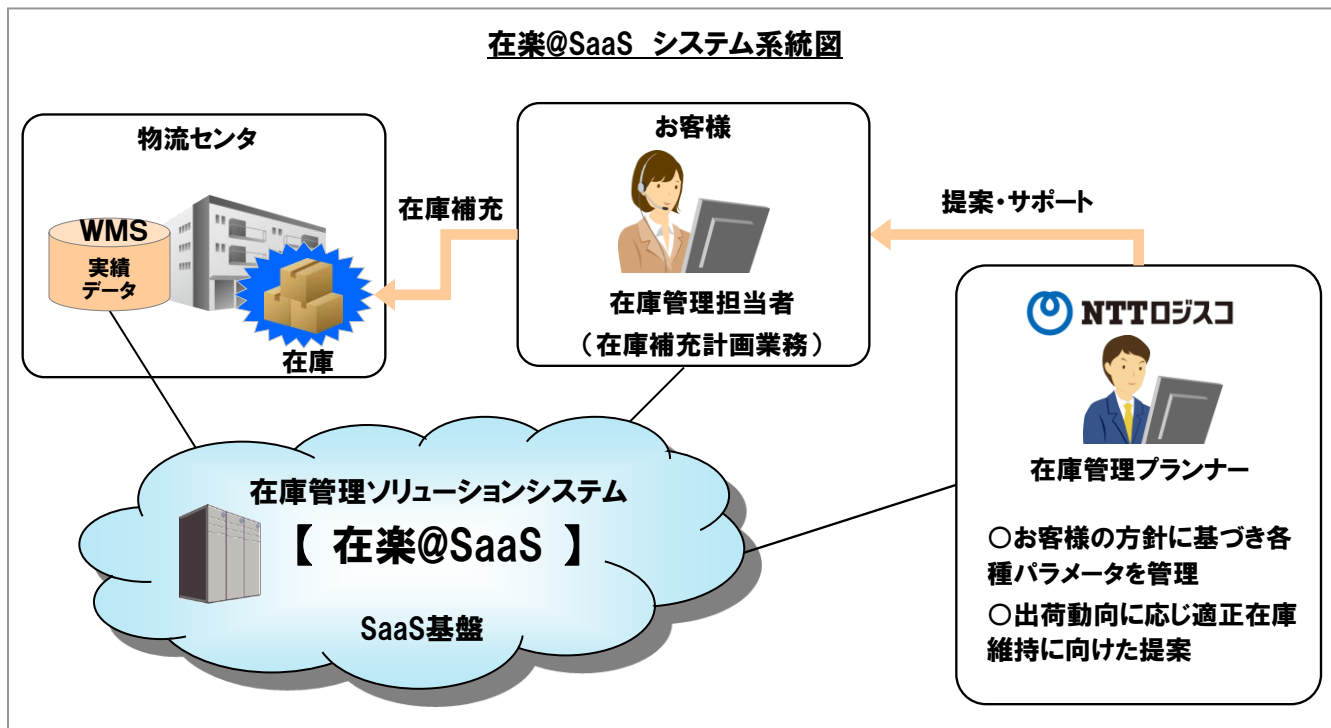 在楽@SaaS システム系統図
物流センタ
WMS
実績
データ
在庫
在庫補充
お客様
在庫管理担当者
（在庫補充計画業務）
提案・サポート
NTTロジスコ
在庫管理プランナー
○お客様の方針に基づき各
種パラメータを管理
○出荷動向に応じ適正在庫
維持に向けた提案
在庫管理ソリューションシステム
【 在楽@SaaS 】
SaaS基盤